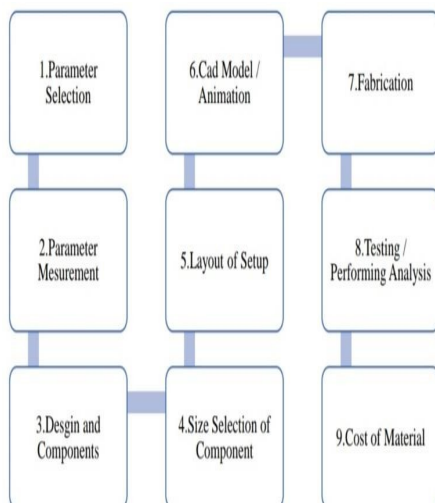 1.Parameter
Selection
2.Parameter
Mesurement
3.Desgin and
Components
4.Size Selection of
Component
5.Layout of Setup
6.Cad Model /
Animation
7.Fabrication
8.Testing /
Performing Analysis
9.Cost of Material